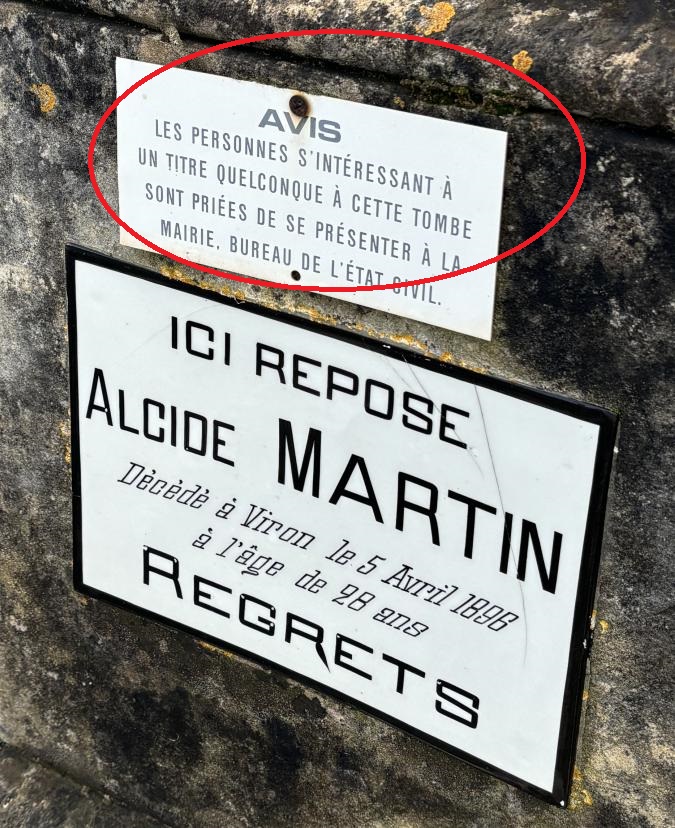 AVIS
LES PERSONNES S'INTÉRESSANT À
UN TITRE QUELCONQUE À CETTE TOMBE
SONT PRIÉES DE SE PRÉSENTER À LA
MAIRIE, BUREAU DE L'ÉTAT CIVIL.
ICI REPOSE
ALCIDE MARTIN
Décédé à Viron le 5 Avril 1896
à l'âge de 28 ans
REGRETS